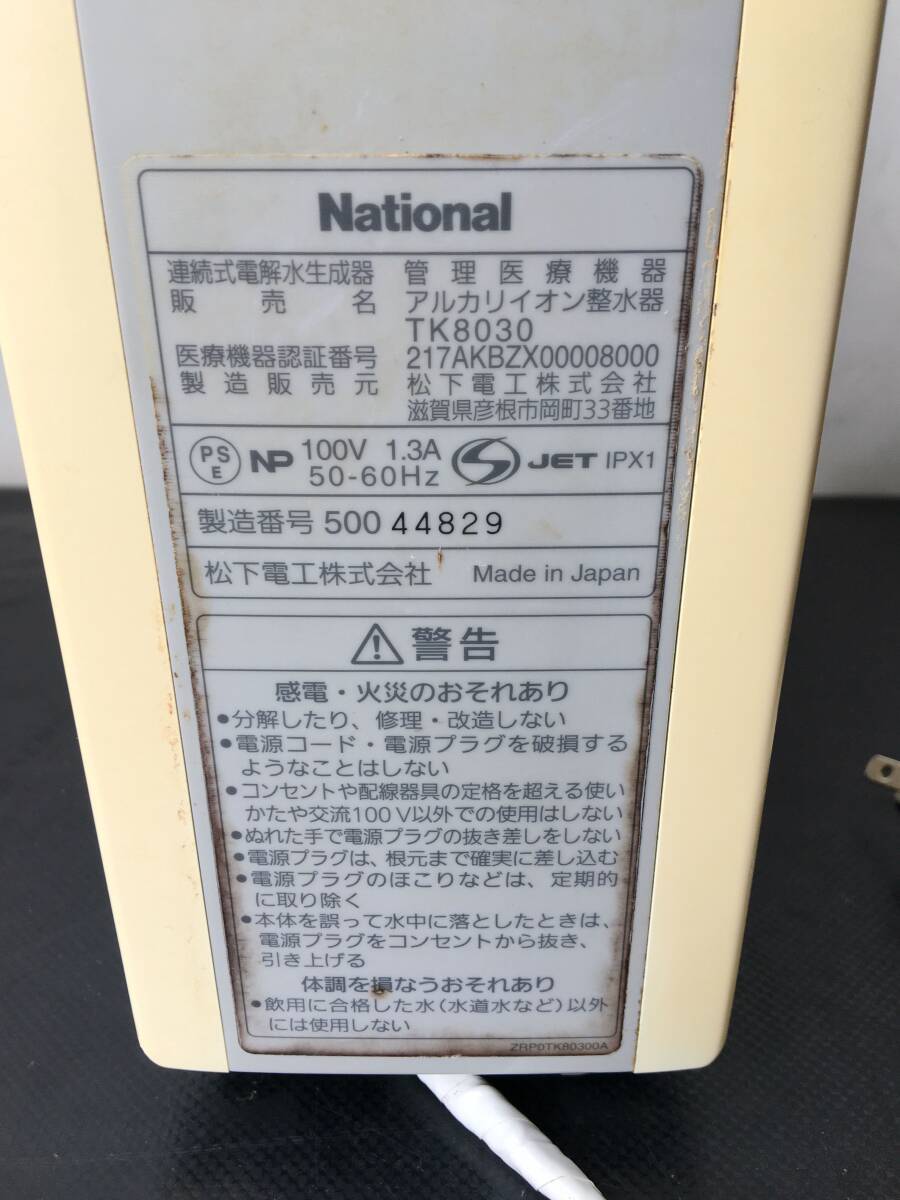 National
連続式電解水生成器 管理医療機器
販売名 アルカリイオン整水器
TK8030
医療機器認証番号 217AKBZX00008000
製造販売元 松下電工株式会社
滋賀県彦根市岡町33番地
PS E NP 100V 1.3A JET IPX1
50-60Hz
製造番号 500 44829
松下電工株式会社 Made in Japan
警告
感電・火災のおそれあり
●分解したり、修理・改造しない
●電源コード・電源プラグを破損する
ようなことはしない
●コンセントや配線器具の定格を超える使い
かたや交流100V以外での使用はしない
●ぬれた手で電源プラグの抜き差しをしない
●電源プラグは、根元まで確実に差し込む
●電源プラグのほこりなどは、定期的
に取り除く
●本体を誤って水中に落としたときは、
電源プラグをコンセントから抜き、
引き上げる
体調を損なうおそれあり
●飲用に合格した水(水道水など)以外
には使用しない
ZRP0TK80300A